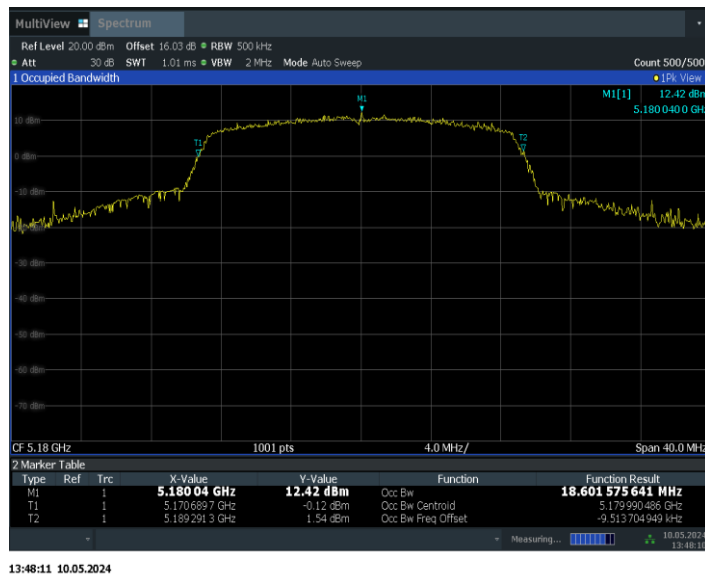 MultiView Spectrum
Ref Level 20.00 dBm Offset 16.03 dB RBW 500 kHz
Att 30 dB SWT 1.01 ms VBW 2 MHz Mode Auto Sweep Count 500/500
1 Occupied Bandwidth 1Pk View
M1[1] 12.42 dBm
5.180 040 0 GHz
M1
10 dBm
T1
T2
0 dBm
-10 dBm
-30 dBm
-40 dBm
-50 dBm
-60 dBm
-70 dBm
CF 5.18 GHz 1001 pts 4.0 MHz/ Span 40.0 MHz
2 Marker Table
Type Ref Trc X-Value Y-Value Function Function Result
M1 1 5.180 04 GHz 12.42 dBm Occ Bw 18.601 575 641 MHz
T1 1 5.170 689 7 GHz -0.12 dBm Occ Bw Centroid 5.179 990 486 GHz
T2 1 5.189 291 3 GHz 1.54 dBm Occ Bw Freq Offset -9.513 704 949 kHz
Measuring... 10.05.2024
13:48:10
13:48:11 10.05.2024